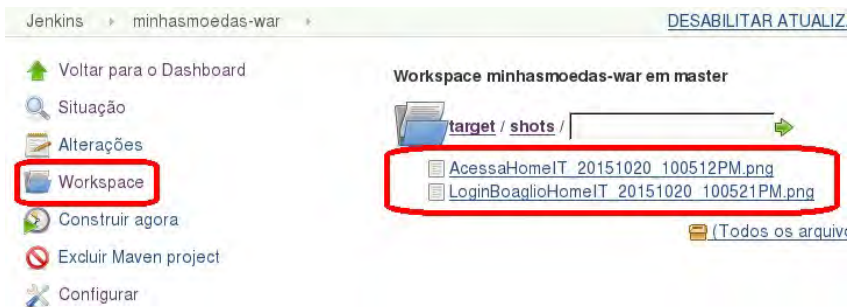 Jenkins minhasmoedas-war DESABILITAR ATUALIZ
Voltar para o Dashboard
Situação
Alterações
Workspace
Construir agora
Excluir Maven project
Configurar
Workspace minhasmoedas-war em master
target / shots /
AcessaHomeIT_20151020_100512PM.png
LoginBoaglioHomeIT_20151020_100521PM.png
(Todos os arquivo